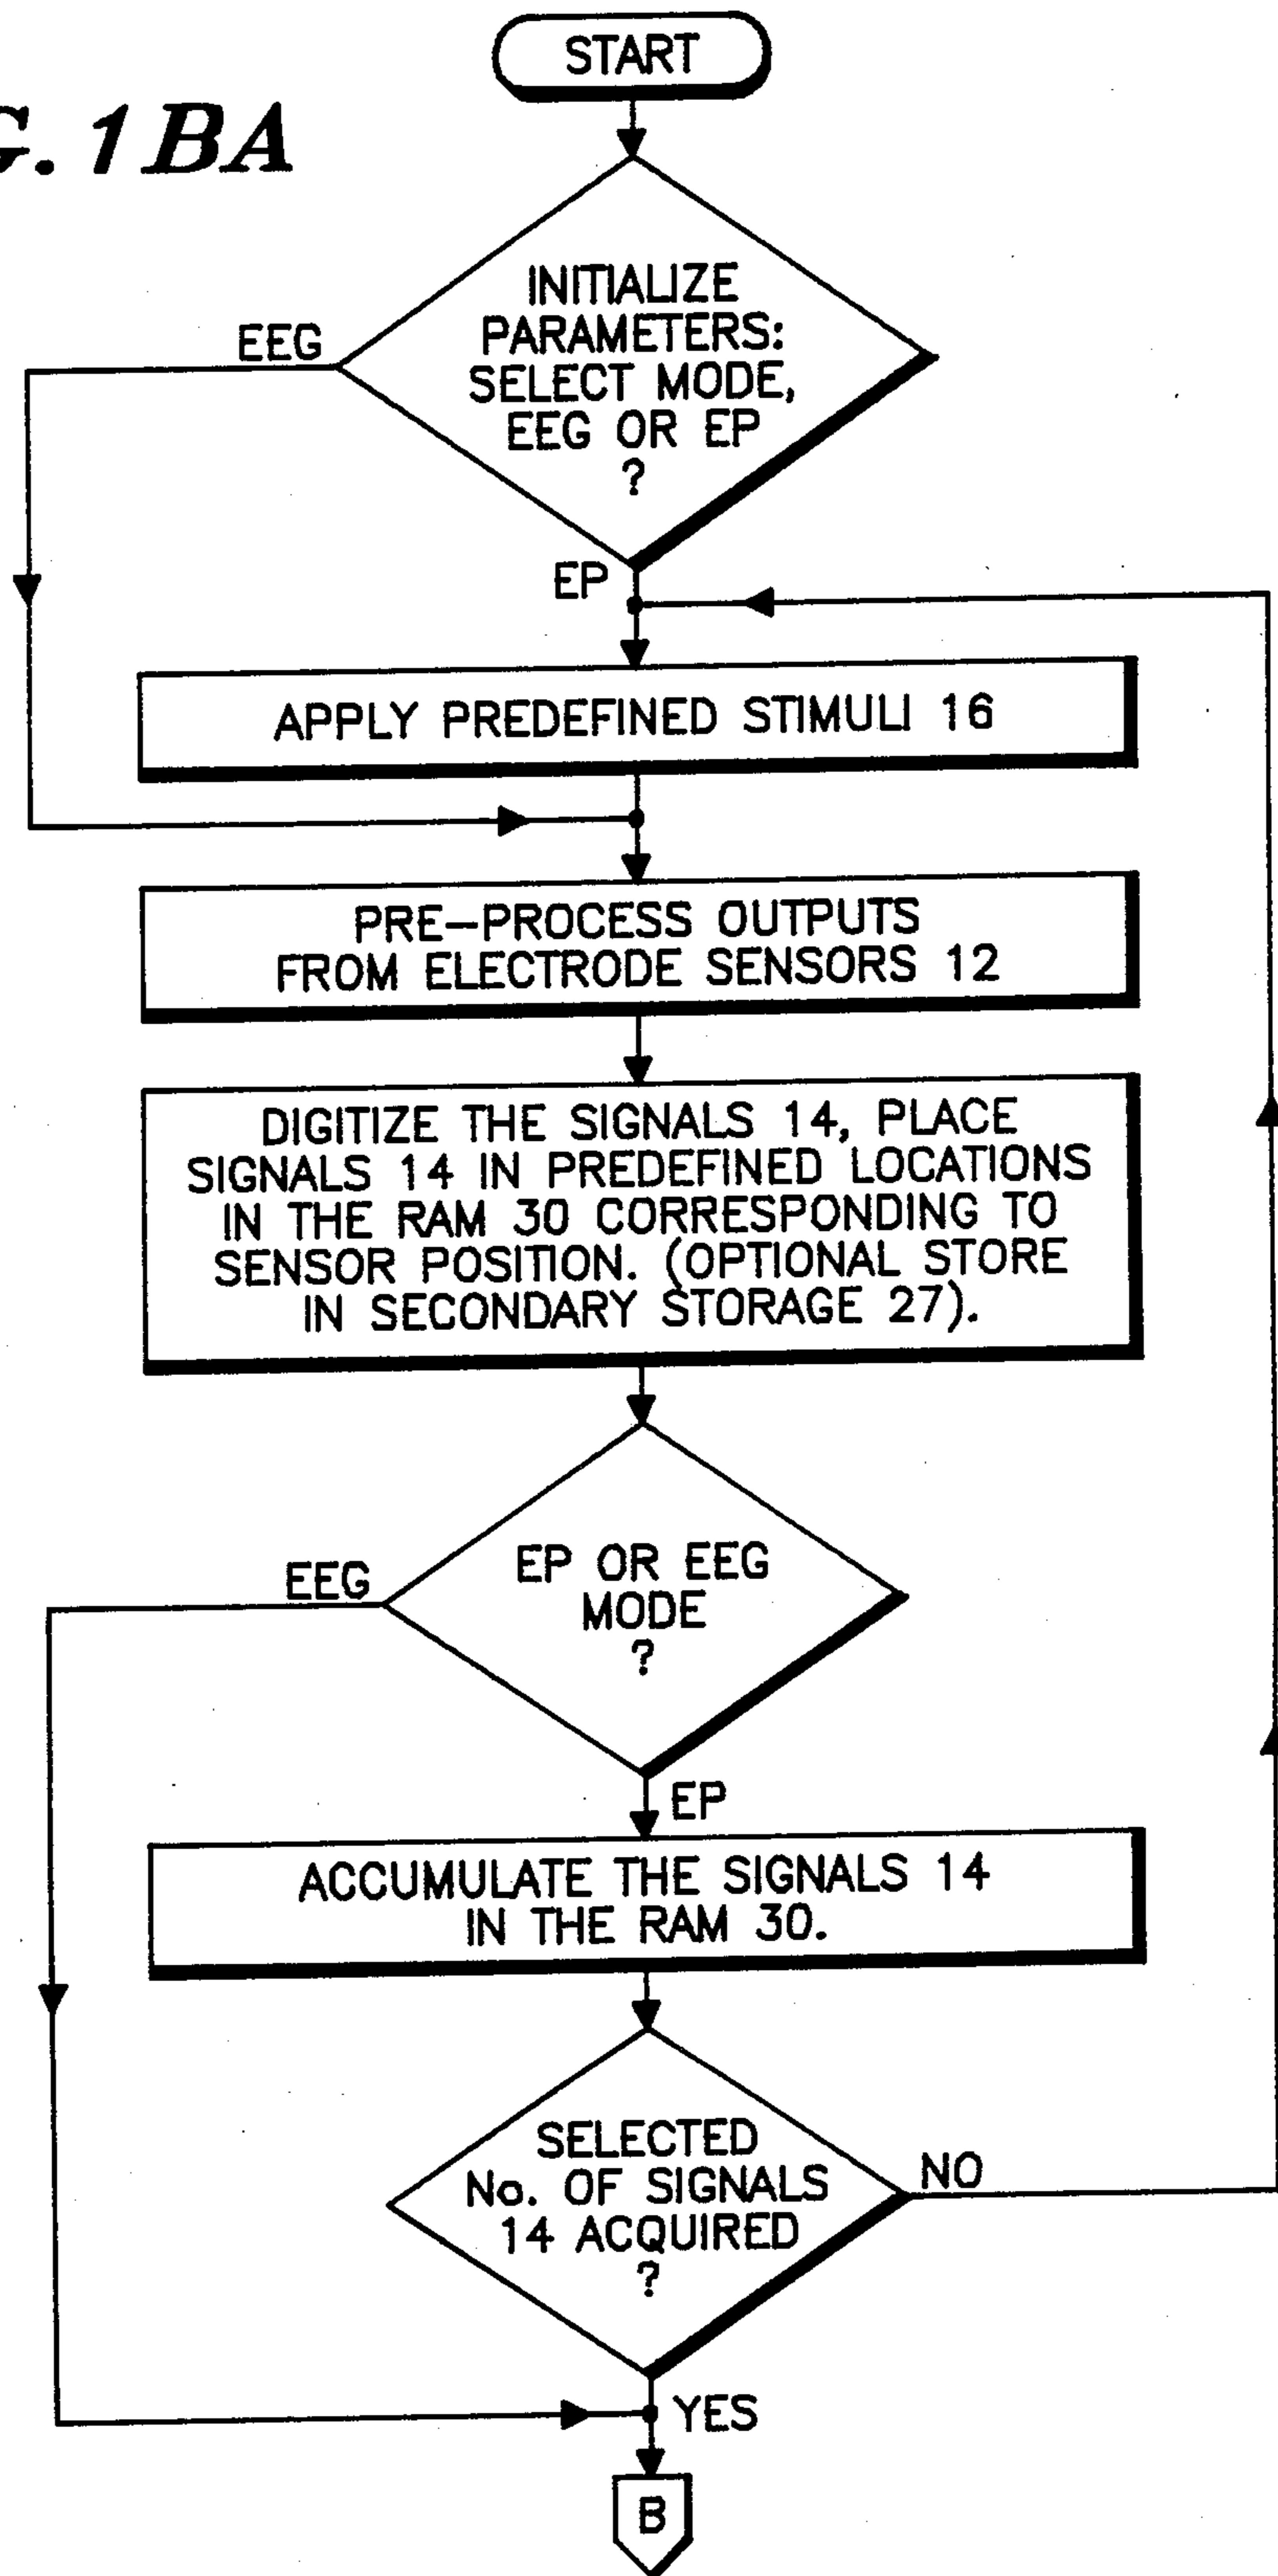 G. 1BA
START
INITIALIZE
PARAMETERS:
SELECT MODE,
EEG OR EP
?
EEG
EP
APPLY PREDEFINED STIMULI 16
PRE-PROCESS OUTPUTS
FROM ELECTRODE SENSORS 12
DIGITIZE THE SIGNALS 14, PLACE
SIGNALS 14 IN PREDEFINED LOCATIONS
IN THE RAM 30 CORRESPONDING TO
SENSOR POSITION. (OPTIONAL STORE
IN SECONDARY STORAGE 27).
EP OR EEG
MODE
?
EEG
EP
ACCUMULATE THE SIGNALS 14
IN THE RAM 30.
SELECTED
No. OF SIGNALS
14 ACQUIRED
?
NO
YES
B